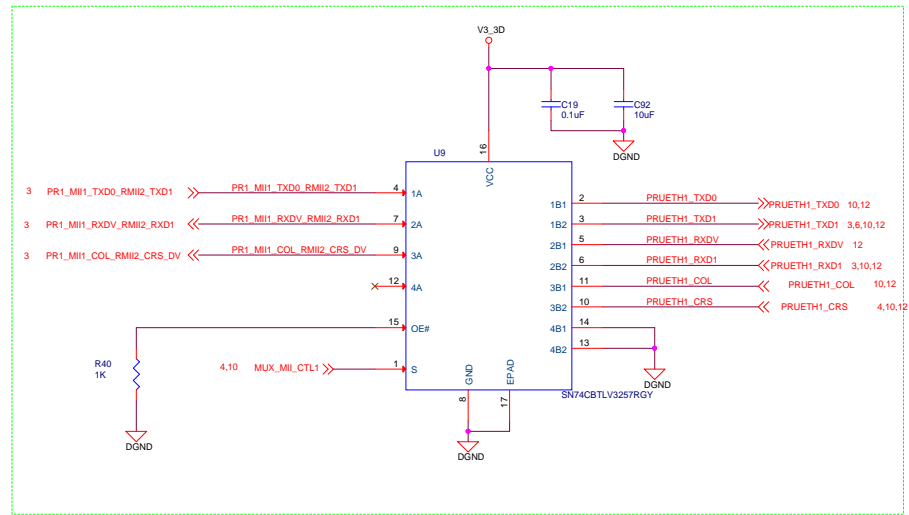 V3_3D
C19
0.1uF
C92
10uF
DGND
U9
16
VCC
3 PR1_MII1_TXD0_RMII2_TXD1 PR1_MII1_TXD0_RMII2_TXD1 4 1A
3 PR1_MII1_RXDV_RMII2_RXD1 PR1_MII1_RXDV_RMII2_RXD1 7 2A
3 PR1_MII1_COL_RMII2_CRS_DV PR1_MII1_COL_RMII2_CRS_DV 9 3A
12 4A
15 OE#
R40
1K
DGND
4,10 MUX_MII_CTL1 1 S
1B1 2 PRUETH1_TXD0 PRUETH1_TXD0 10,12
1B2 3 PRUETH1_TXD1 PRUETH1_TXD1 3,6,10,12
2B1 5 PRUETH1_RXDV PRUETH1_RXDV 12
2B2 6 PRUETH1_RXD1 PRUETH1_RXD1 3,10,12
3B1 11 PRUETH1_COL PRUETH1_COL 10,12
3B2 10 PRUETH1_CRS PRUETH1_CRS 4,10,12
4B1 14
4B2 13
DGND
GND
8
EPAD
17
SN74CBTLV3257RGY
DGND